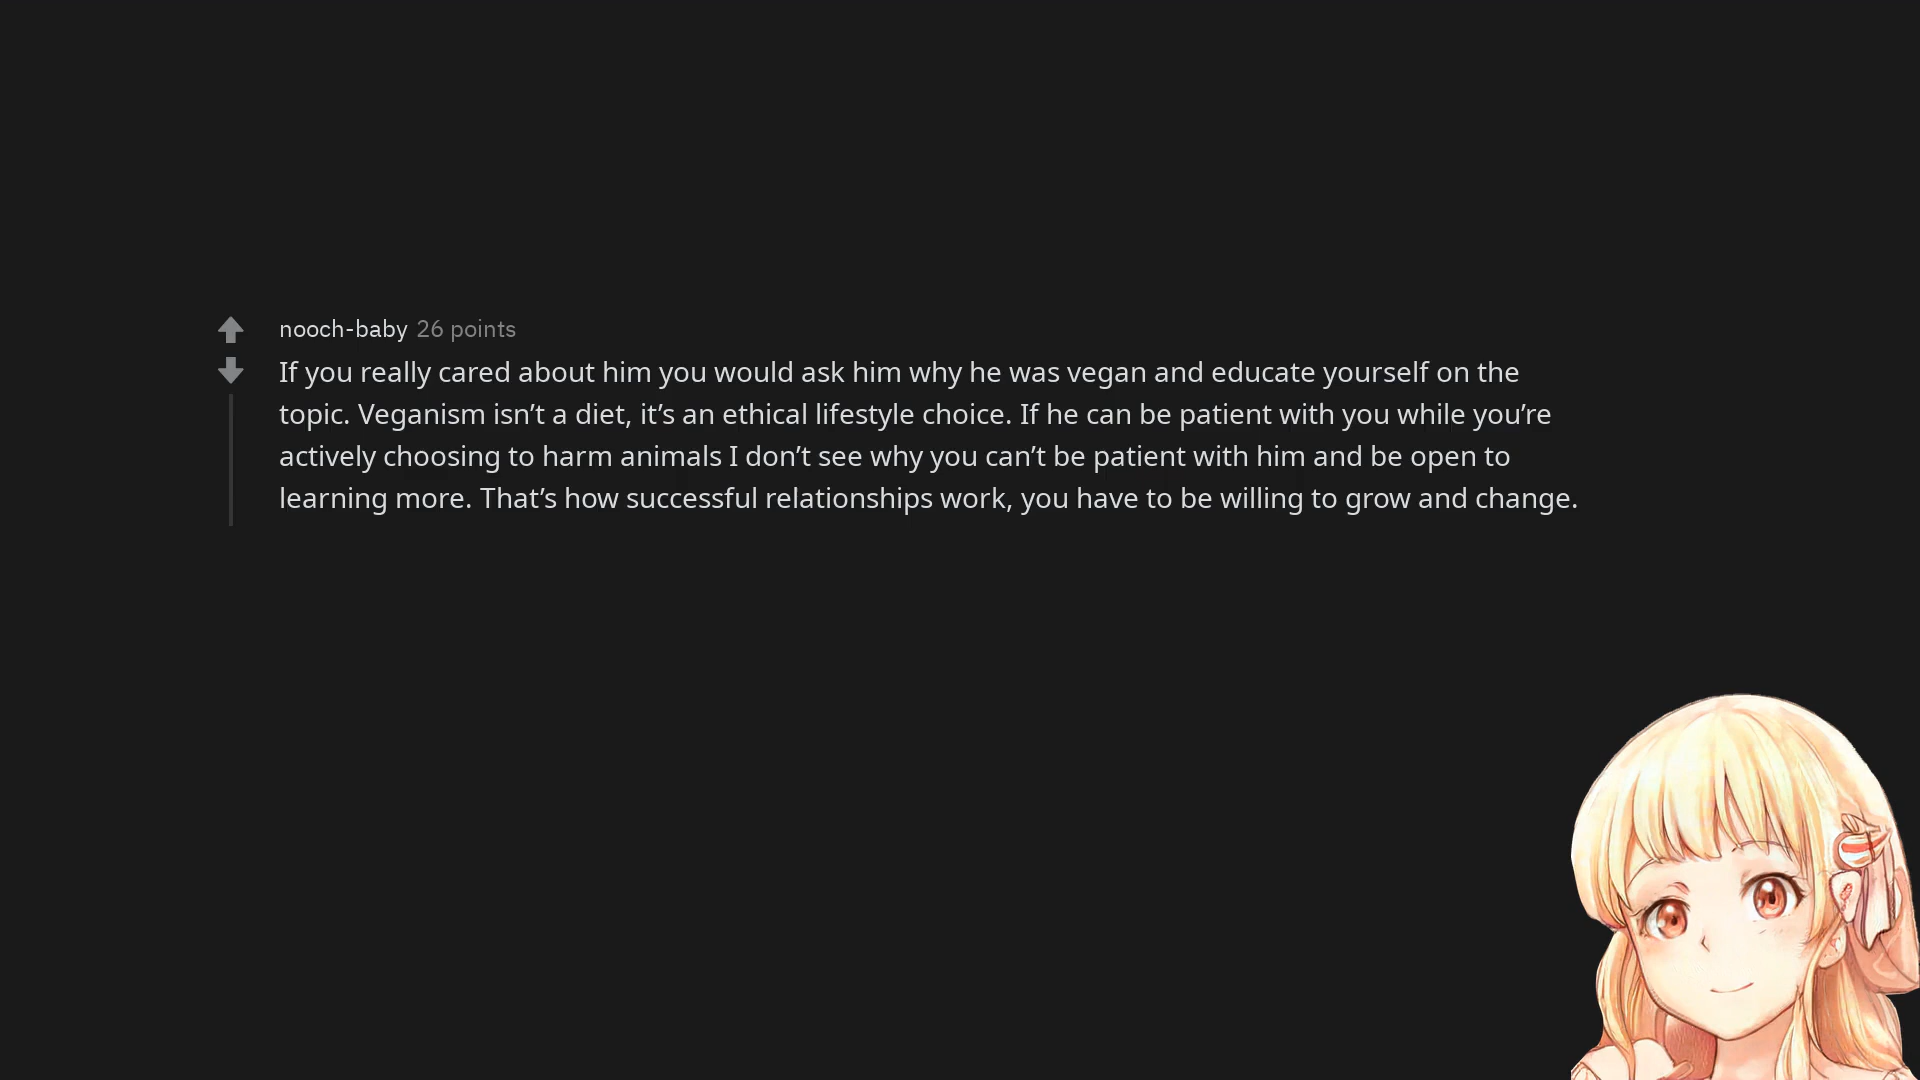 nooch-baby 26 points
If you really cared about him you would ask him why he was vegan and educate yourself on the
topic. Veganism isn’t a diet, it’s an ethical lifestyle choice. If he can be patient with you while you’re
actively choosing to harm animals I don’t see why you can’t be patient with him and be open to
learning more. That’s how successful relationships work, you have to be willing to grow and change.